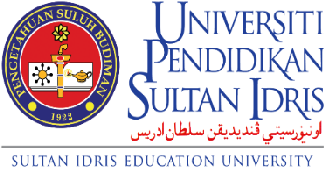 PENGETAHUAN SULUH BUDIMAN
1922
UNIVERSITI
PENDIDIKAN
SULTAN IDRIS
اونيۏرسيتي ڤنديديقن سلطان ادريس
SULTAN IDRIS EDUCATION UNIVERSITY